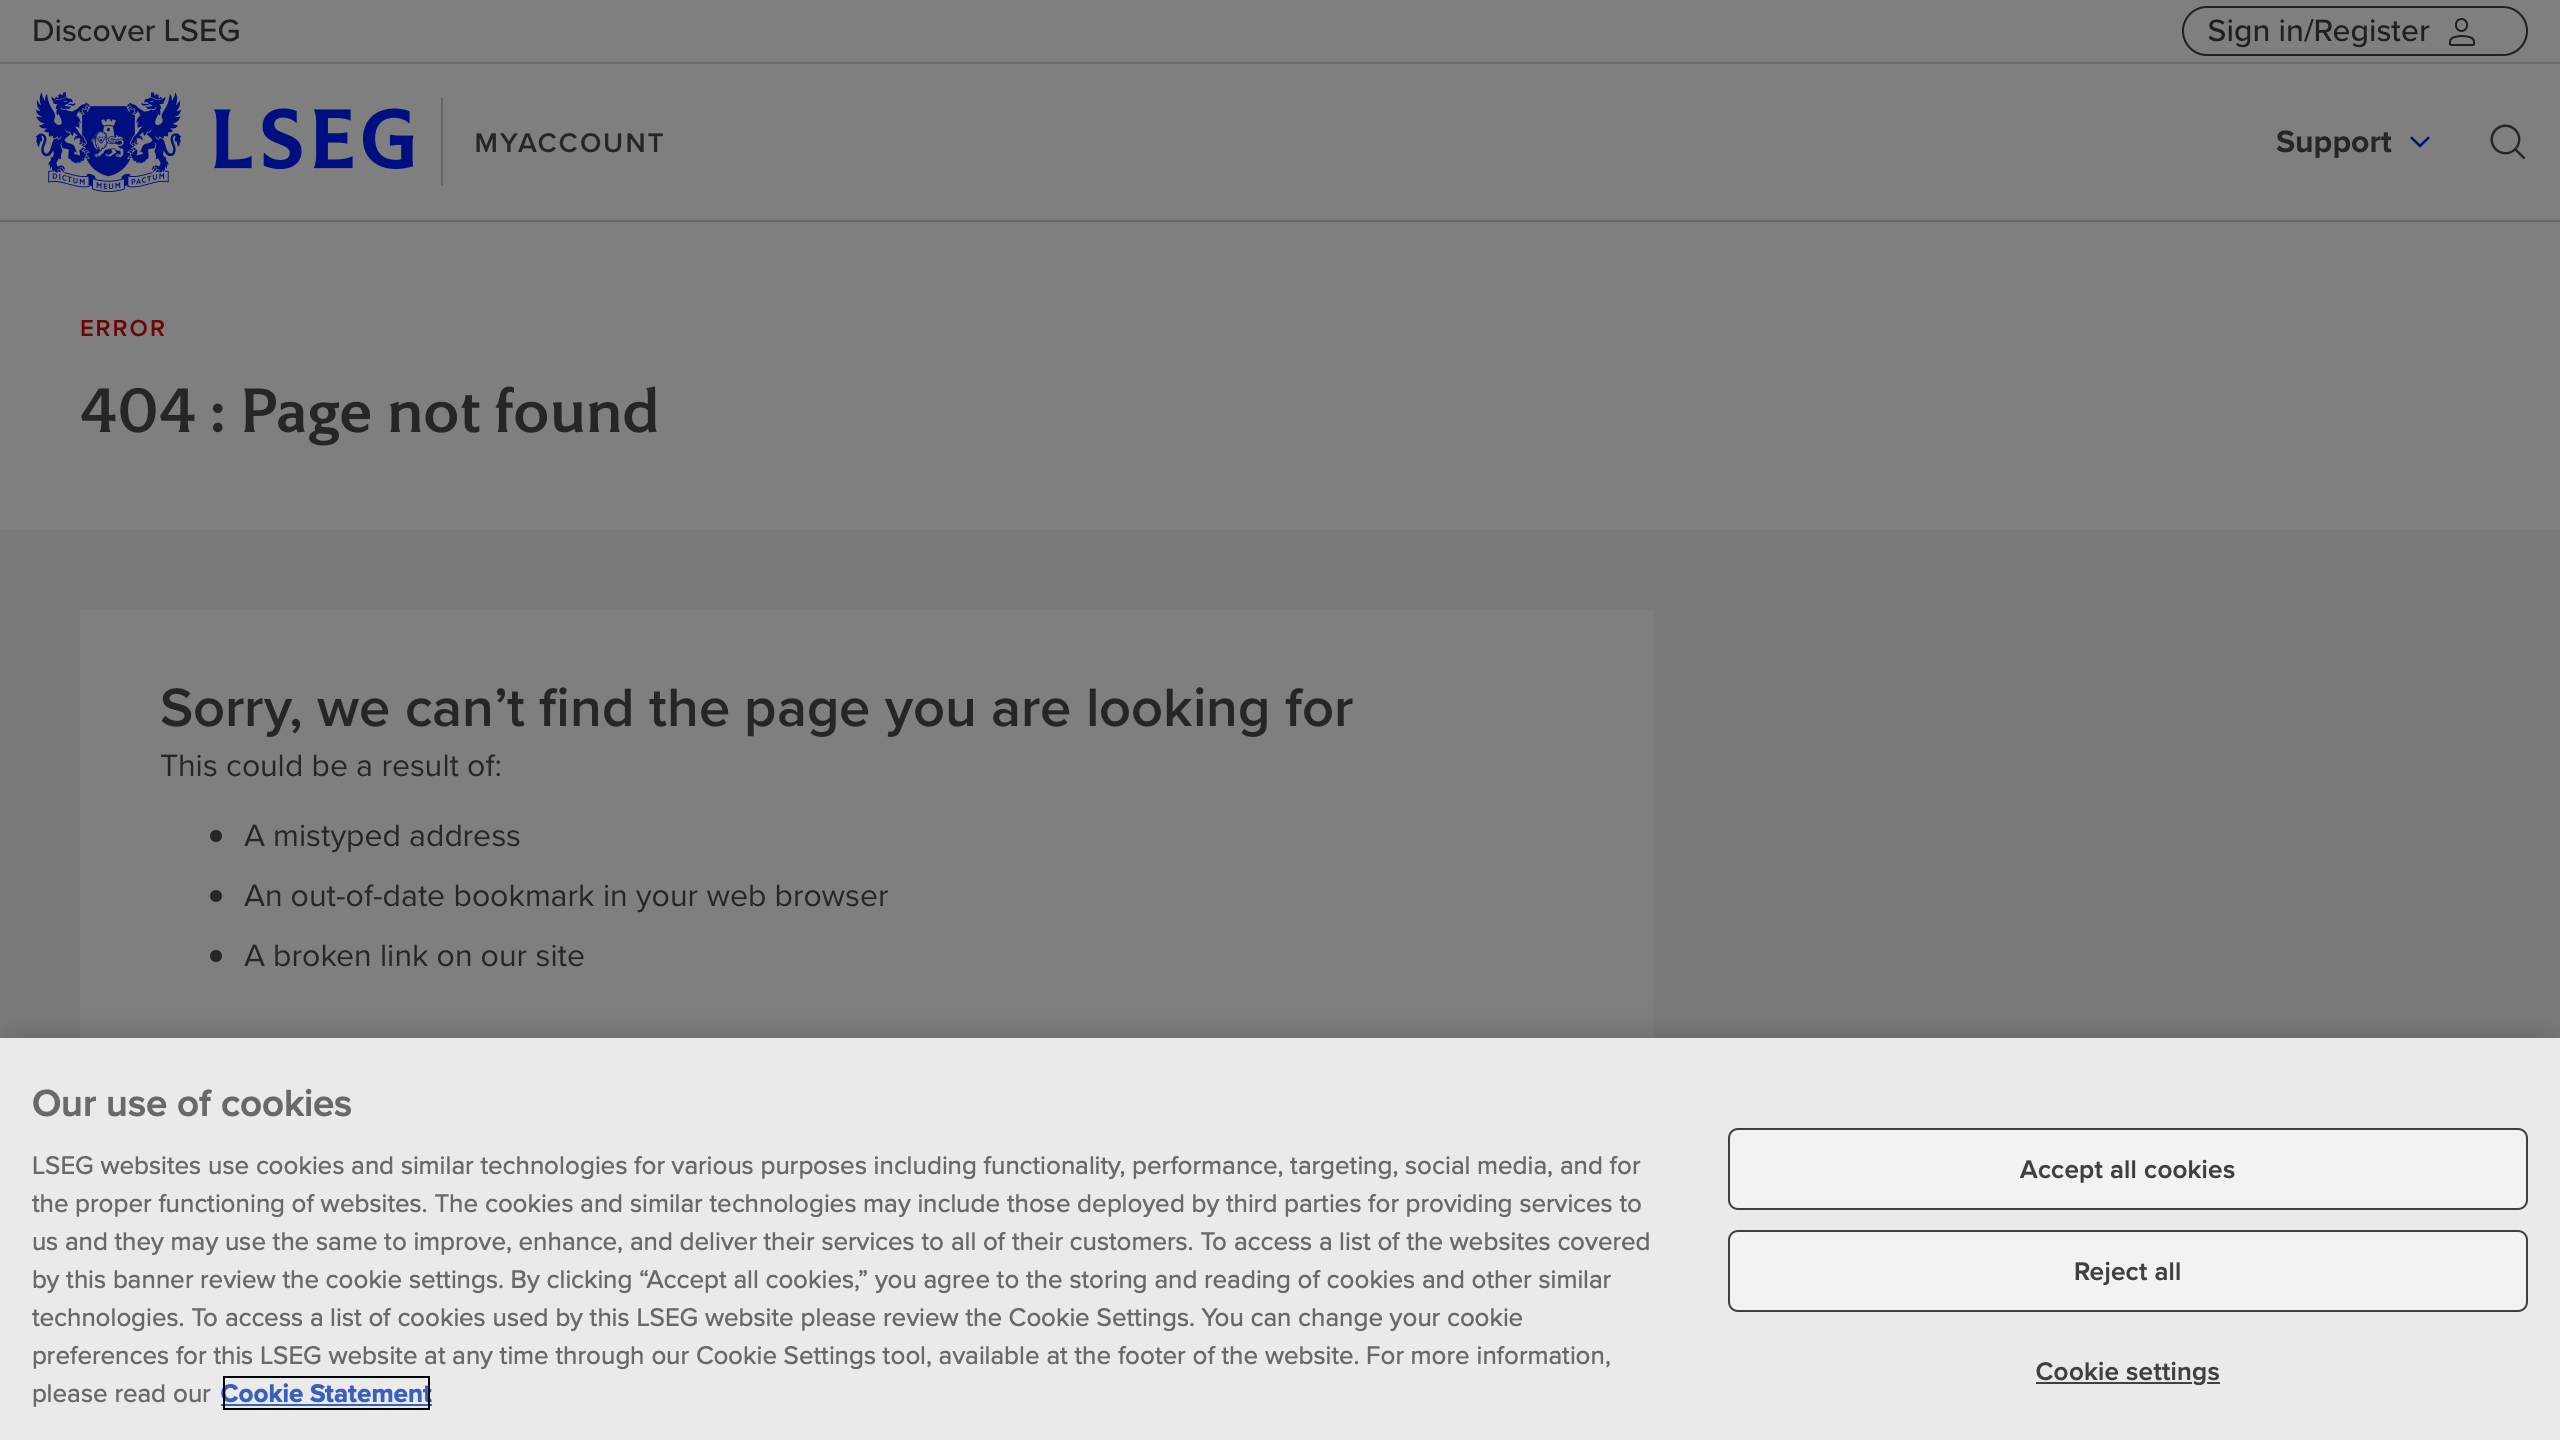 Discover LSEG
Sign in/Register
DICTUM MEUM PACTUM
LSEG
MYACCOUNT
Support
ERROR
404 : Page not found
Sorry, we can’t find the page you are looking for
This could be a result of:
A mistyped address
An out-of-date bookmark in your web browser
A broken link on our site
Our use of cookies
LSEG websites use cookies and similar technologies for various purposes including functionality, performance, targeting, social media, and for
the proper functioning of websites. The cookies and similar technologies may include those deployed by third parties for providing services to
us and they may use the same to improve, enhance, and deliver their services to all of their customers. To access a list of the websites covered
by this banner review the cookie settings. By clicking “Accept all cookies,” you agree to the storing and reading of cookies and other similar
technologies. To access a list of cookies used by this LSEG website please review the Cookie Settings. You can change your cookie
preferences for this LSEG website at any time through our Cookie Settings tool, available at the footer of the website. For more information,
please read our Cookie Statement
Accept all cookies
Reject all
Cookie settings